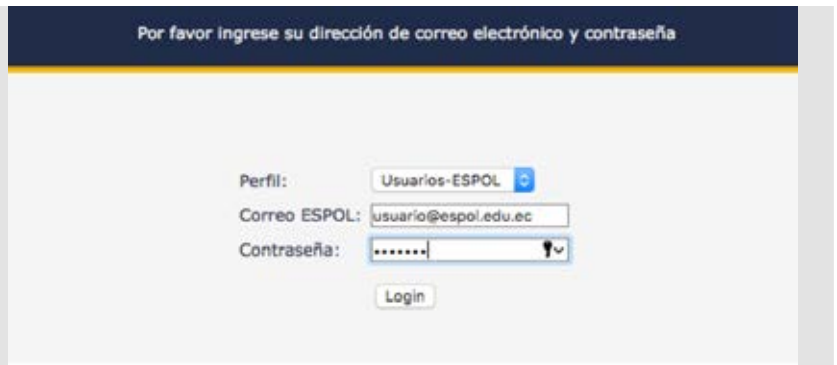 Por favor ingrese su dirección de correo electrónico y contraseña
Perfil: Usuarios-ESPOL
Correo ESPOL: usuario@espol.edu.ec
Contraseña: •••••••
Login